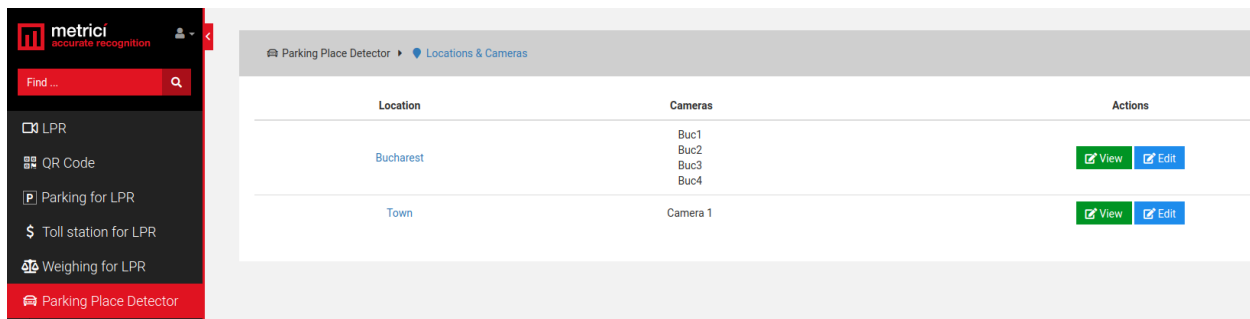 metrici
accurate recognition
Find ...
LPR
QR Code
P Parking for LPR
$ Toll station for LPR
Weighing for LPR
Parking Place Detector
Parking Place Detector Locations & Cameras
Location Cameras Actions
Bucharest
Buc1
Buc2
Buc3
Buc4
View Edit
Town Camera 1 View Edit